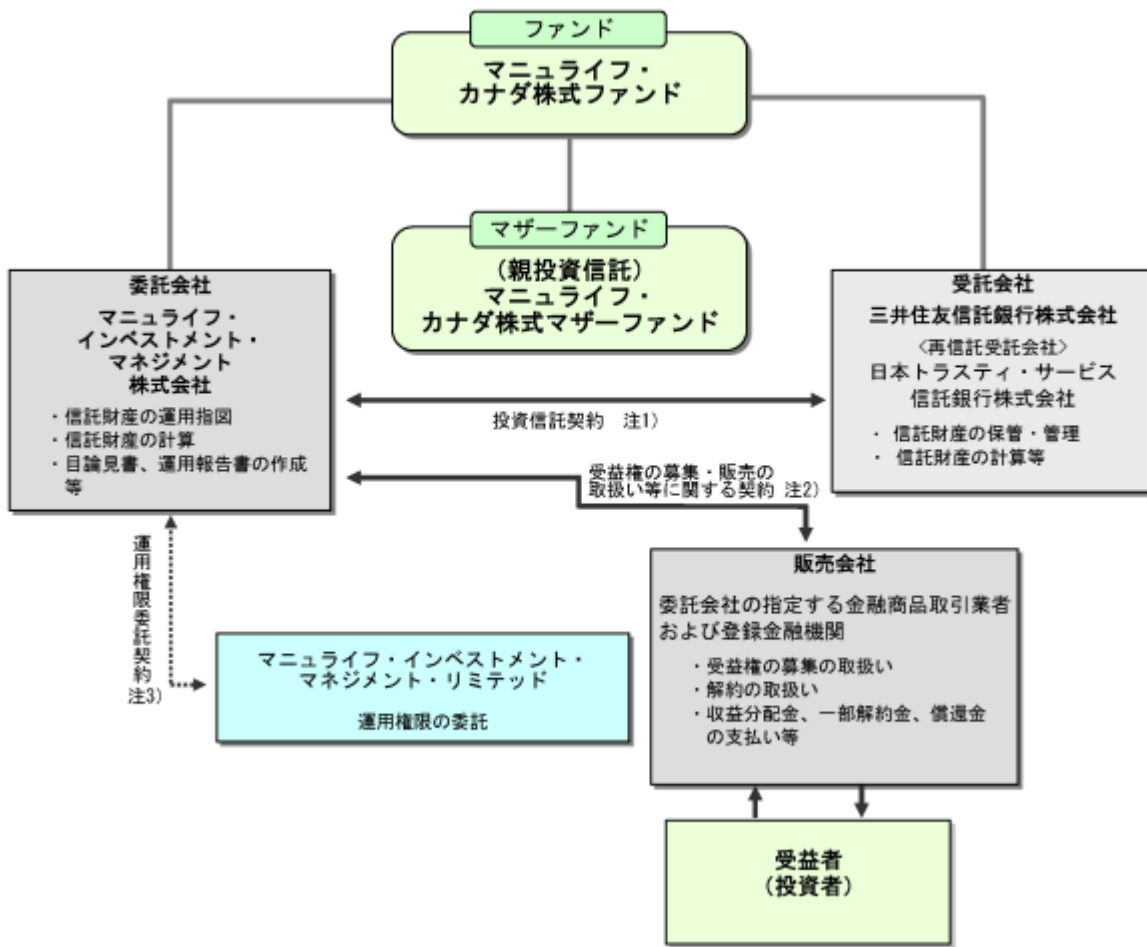 ファンド
マニュライフ・
カナダ株式ファンド
マザーファンド
（親投資信託）
マニュライフ・
カナダ株式マザーファンド
委託会社
マニュライフ・
インベストメント・
マネジメント
株式会社
・信託財産の運用指図
・信託財産の計算
・目論見書、運用報告書の作成
等
受託会社
三井住友信託銀行株式会社
〈再信託受託会社〉
日本トラスティ・サービス
信託銀行株式会社
・ 信託財産の保管・管理
・ 信託財産の計算等
投資信託契約 注1)
受益権の募集・販売の
取扱い等に関する契約 注2)
運用権限委託契約
注3)
マニュライフ・インベストメント・
マネジメント・リミテッド
運用権限の委託
販売会社
委託会社の指定する金融商品取引業者
および登録金融機関
・受益権の募集の取扱い
・解約の取扱い
・収益分配金、一部解約金、償還金
の支払い等
受益者
（投資者）